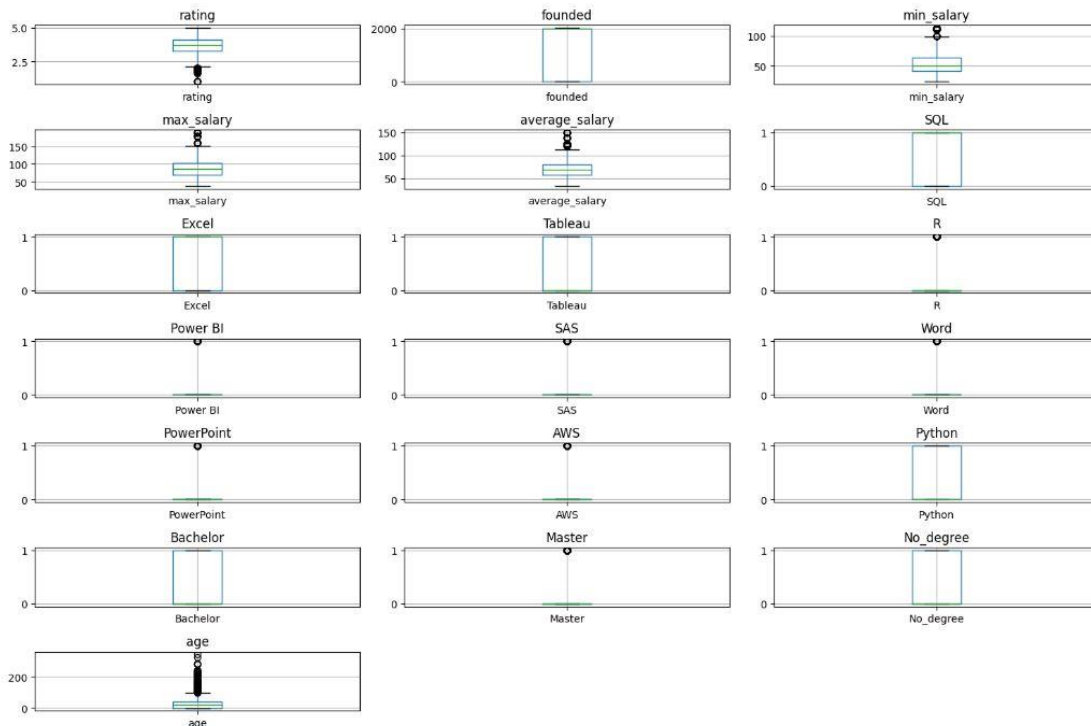 rating
5.0
2.5
rating
founded
2000
0
founded
min_salary
100
50
min_salary
max_salary
150
100
50
max_salary
average_salary
150
100
50
average_salary
SQL
1
0
SQL
Excel
1
0
Excel
Tableau
1
0
Tableau
R
1
0
R
Power BI
1
0
Power BI
SAS
1
0
SAS
Word
1
0
Word
PowerPoint
1
0
PowerPoint
AWS
1
0
AWS
Python
1
0
Python
Bachelor
1
0
Bachelor
Master
1
0
Master
No_degree
1
0
No_degree
age
200
0
age